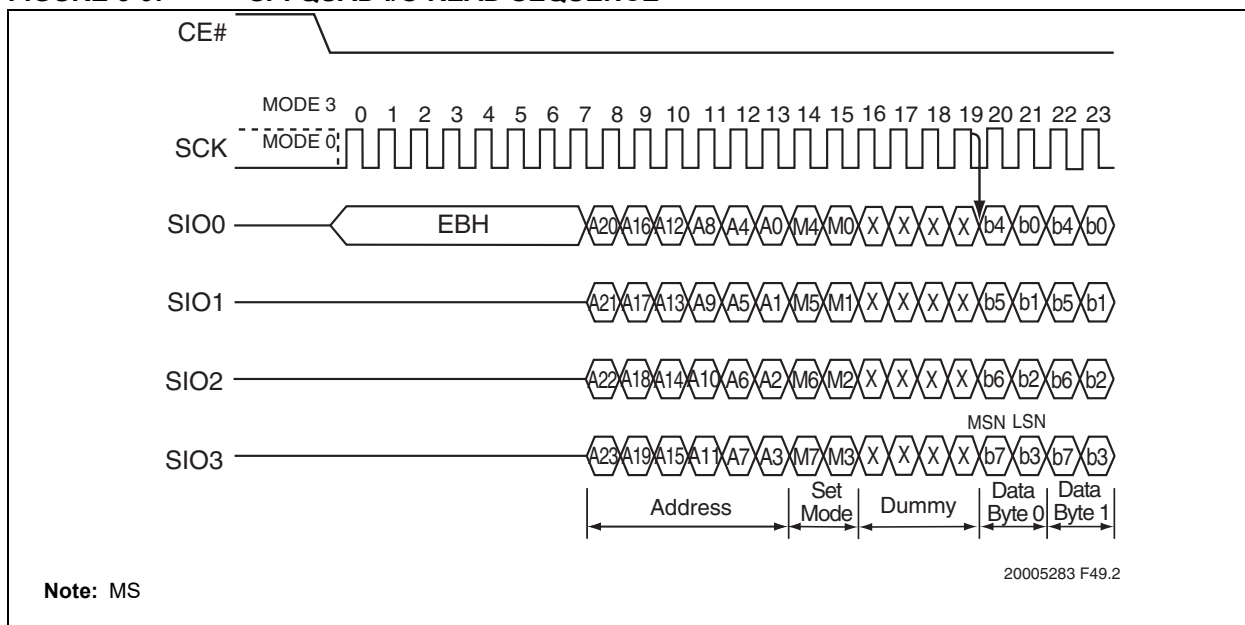 CE#
MODE 3
0 1 2 3 4 5 6 7 8 9 10 11 12 13 14 15 16 17 18 19 20 21 22 23
SCK
MODE 0
SIO0
EBH
A20 A16 A12 A8 A4 A0 M4 M0 X X X X b4 b0 b4 b0
SIO1
A21 A17 A13 A9 A5 A1 M5 M1 X X X X b5 b1 b5 b1
SIO2
A22 A18 A14 A10 A6 A2 M6 M2 X X X X b6 b2 b6 b2
MSN LSN
SIO3
A23 A19 A15 A11 A7 A3 M7 M3 X X X X b7 b3 b7 b3
Address
Set
Mode
Dummy
Data
Byte 0
Data
Byte 1
20005283 F49.2
Note: MS